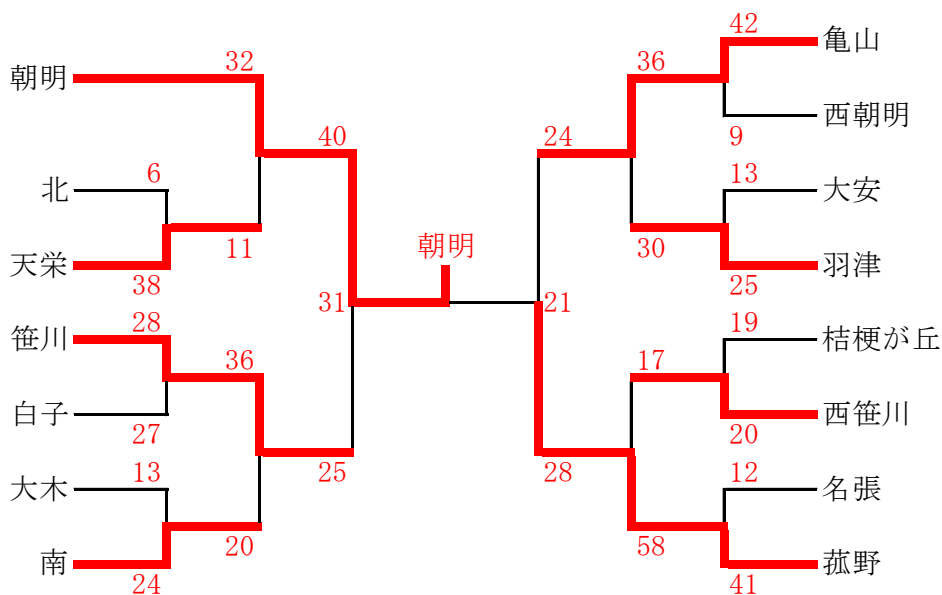 42
亀山
32
36
朝明
西朝明
40
24
9
6
13
北
大安
11
朝明
30
天栄
羽津
38
25
31
21
28
19
笹川
桔梗が丘
36
17
白子
西笹川
27
20
13
25
28
12
大木
名張
20
58
南
菰野
24
41